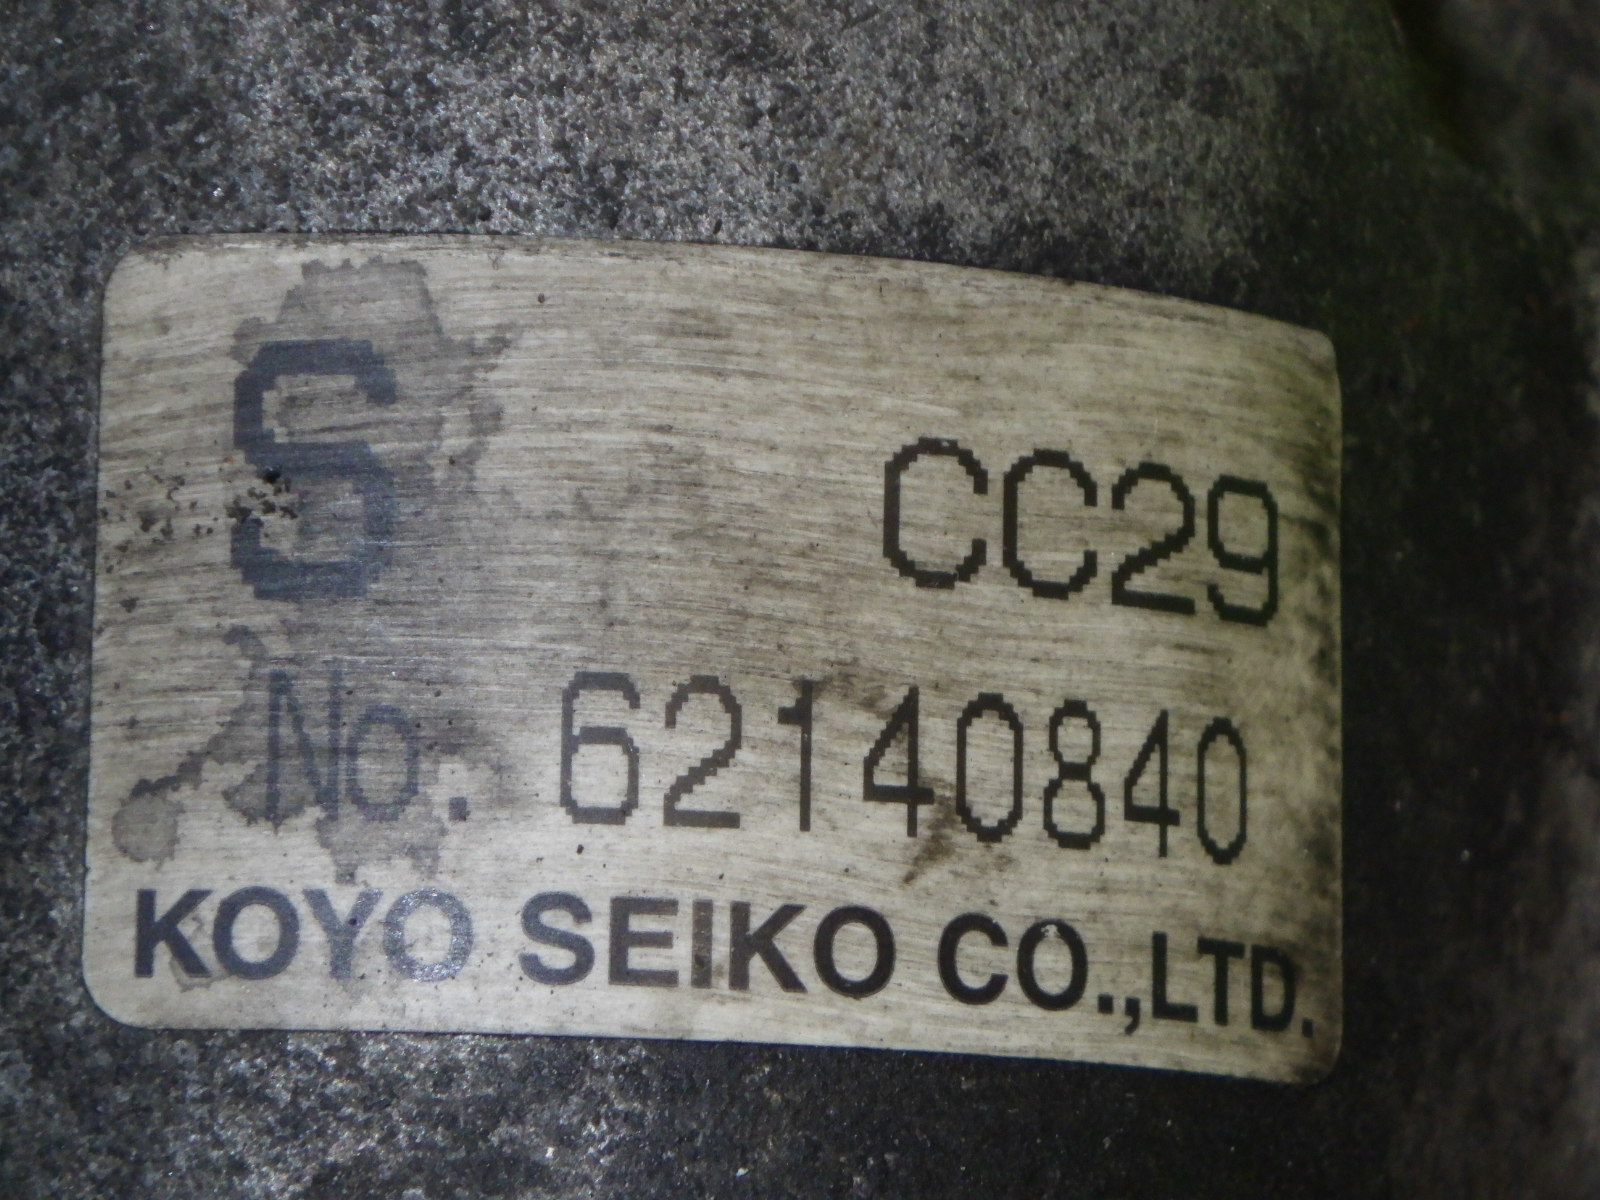 S CC29
No. 62140840
KOYO SEIKO CO.,LTD.